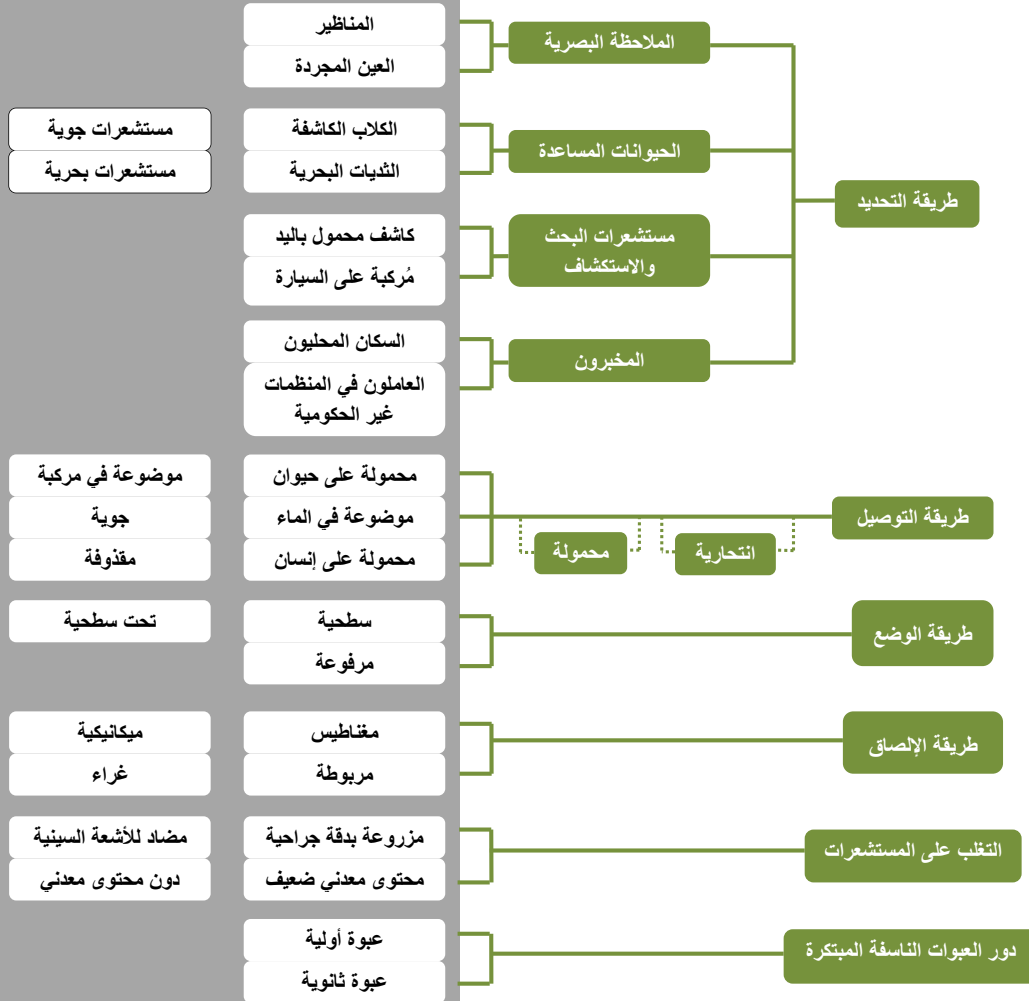 طريقة التحديد
الملاحظة البصرية
المناظير
العين المجردة
الحيوانات المساعدة
الكلاب الكاشفة
مستشعرات جوية
الثديات البحرية
مستشعرات بحرية
مستشعرات البحث
والاستكشاف
كاشف محمول باليد
مُركبة على السيارة
المخبرون
السكان المحليون
العاملون في المنظمات
غير الحكومية
طريقة التوصيل
انتحارية
محمولة
محمولة على حيوان
موضوعة في مركبة
موضوعة في الماء
جوية
محمولة على إنسان
مقذوفة
طريقة الوضع
سطحية
تحت سطحية
مرفوعة
طريقة الإلصاق
مغناطيس
ميكانيكية
مربوطة
غراء
التغلب على المستشعرات
مزروعة بدقة جراحية
مضاد للأشعة السينية
محتوى معدني ضعيف
دون محتوى معدني
دور العبوات الناسفة المبتكرة
عبوة أولية
عبوة ثانوية